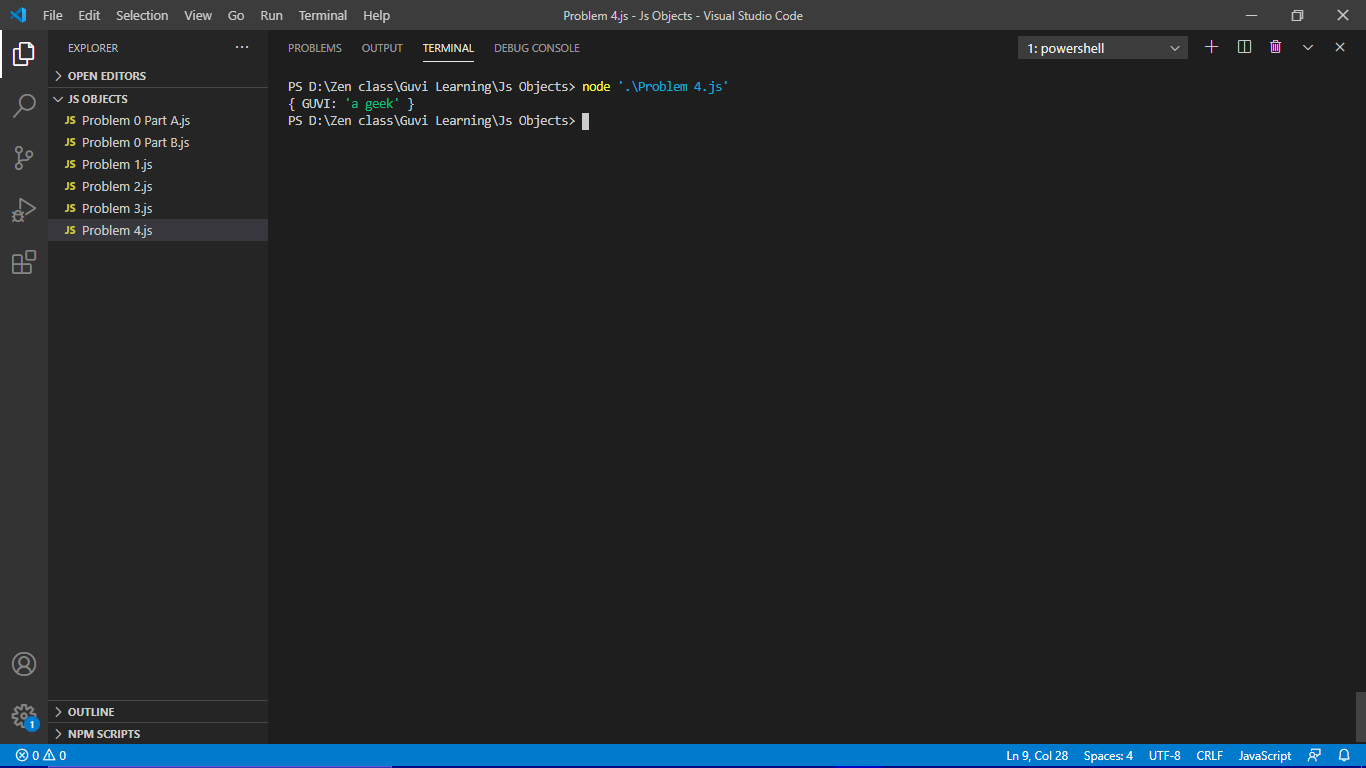 File Edit Selection View Go Run Terminal Help Problem 4.js - Js Objects - Visual Studio Code
EXPLORER ···
OPEN EDITORS
JS OBJECTS
JS Problem 0 Part A.js
JS Problem 0 Part B.js
JS Problem 1.js
JS Problem 2.js
JS Problem 3.js
JS Problem 4.js
PROBLEMS OUTPUT TERMINAL DEBUG CONSOLE 1: powershell
PS D:\Zen class\Guvi Learning\Js Objects> node '.\Problem 4.js'
{ GUVI: 'a geek' }
PS D:\Zen class\Guvi Learning\Js Objects>
OUTLINE
1
NPM SCRIPTS
0 0 Ln 9, Col 28 Spaces: 4 UTF-8 CRLF JavaScript